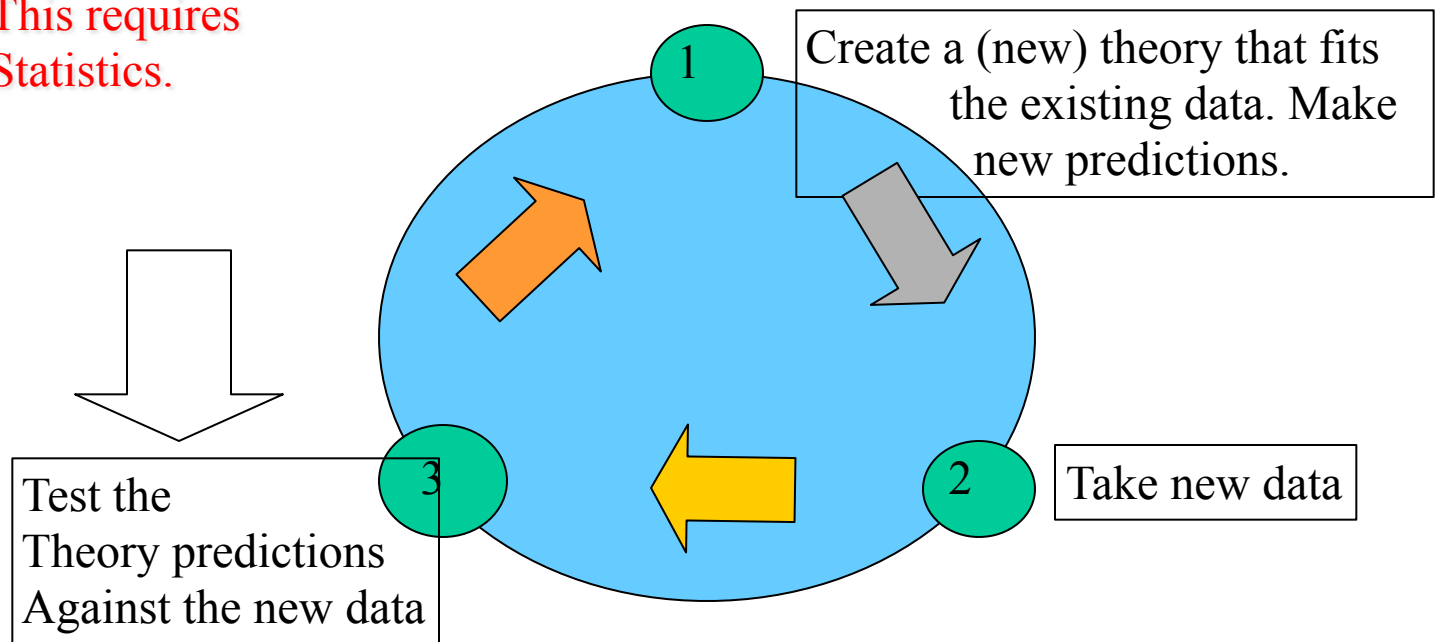 This requires
Statistics.
1
Create a (new) theory that fits
the existing data. Make
new predictions.
2
Take new data
3
Test the
Theory predictions
Against the new data